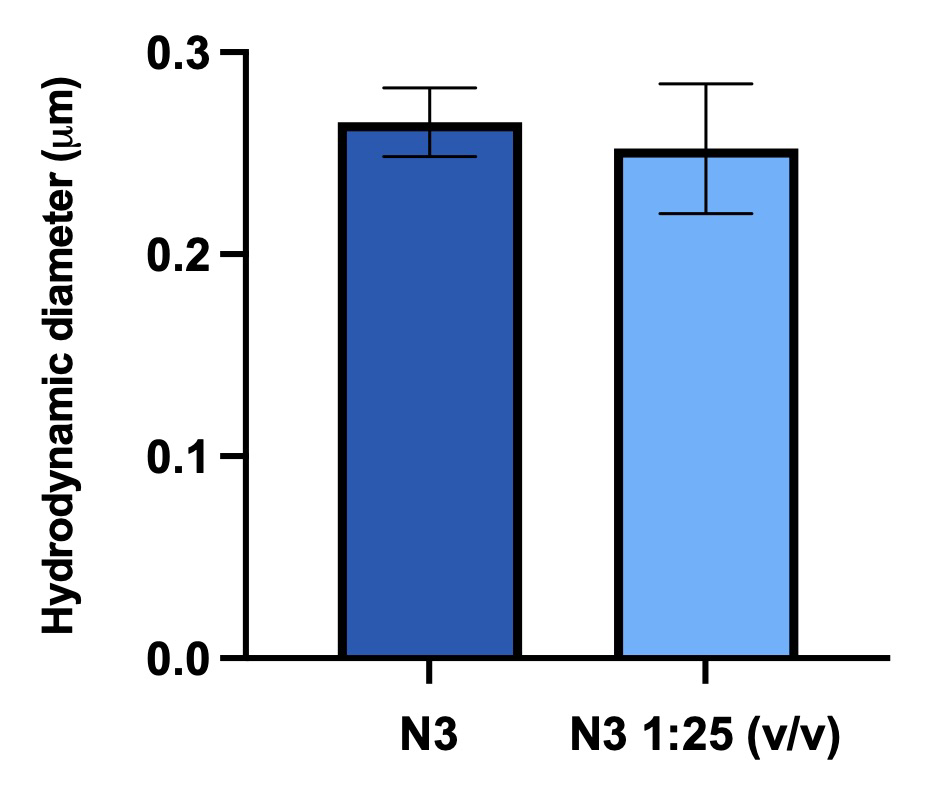 Hydrodynamic diameter (μm)
0.3
0.2
0.1
0.0
N3
N3 1:25 (v/v)